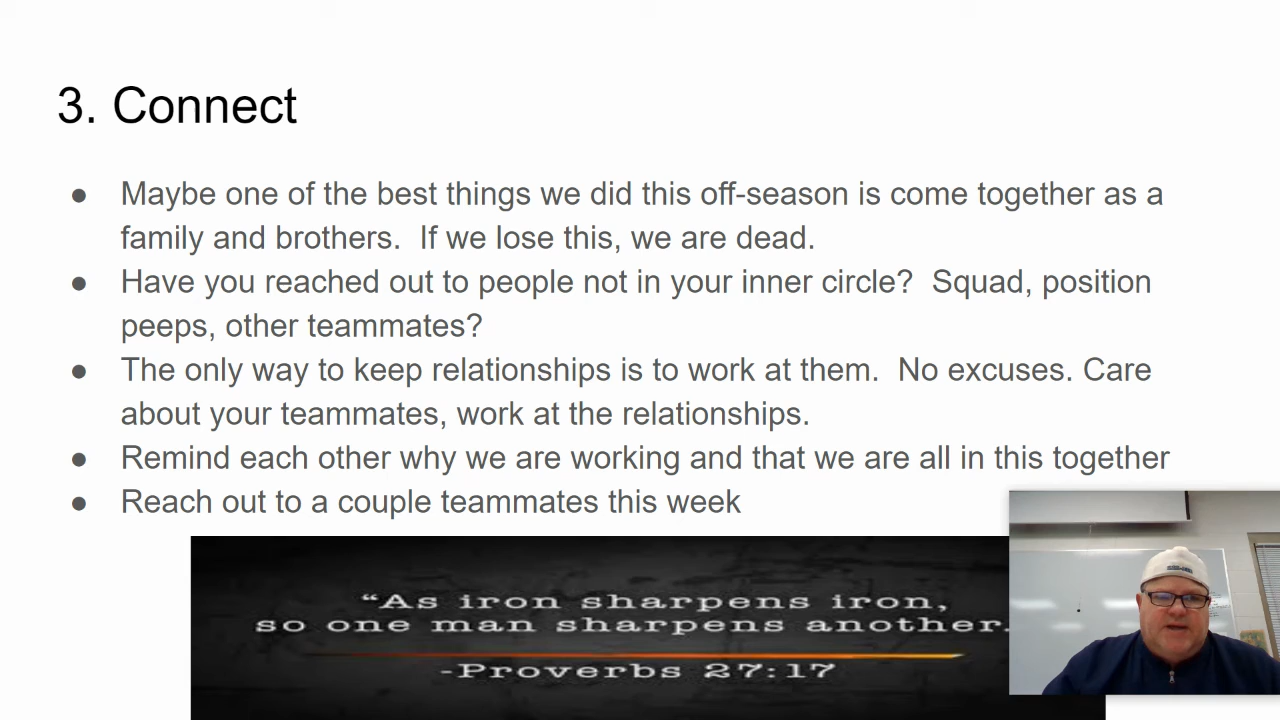 3. Connect
● Maybe one of the best things we did this off-season is come together as a
family and brothers.  If we lose this, we are dead.
● Have you reached out to people not in your inner circle?  Squad, position
peeps, other teammates?
● The only way to keep relationships is to work at them.  No excuses. Care
about your teammates, work at the relationships.
● Remind each other why we are working and that we are all in this together
● Reach out to a couple teammates this week
“As iron sharpens iron,
so one man sharpens another.
-Proverbs 27:17